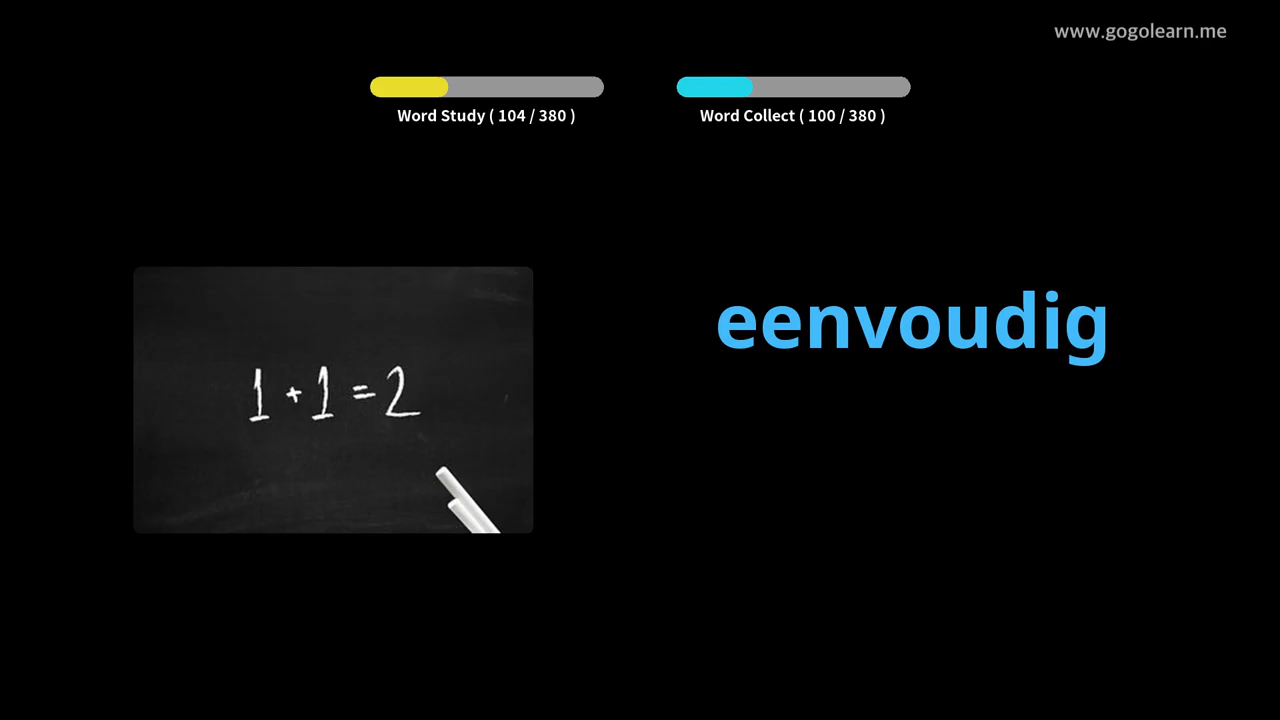 www.gogolearn.me
Word Study ( 104 / 380 )
Word Collect ( 100 / 380 )
eenvoudig
1 + 1 = 2